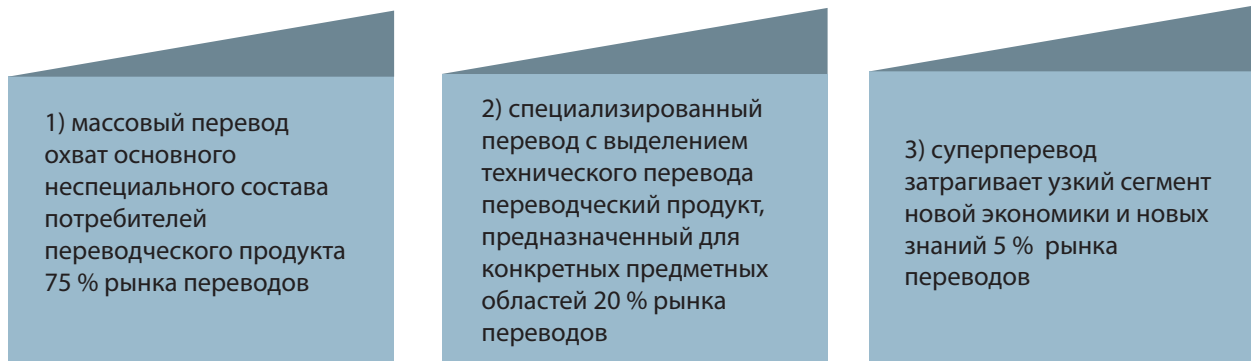 1) массовый перевод
охват основного
неспециального состава
потребителей
переводческого продукта
75 % рынка переводов
2) специализированный
перевод с выделением
технического перевода
переводческий продукт,
предназначенный для
конкретных предметных
областей 20 % рынка
переводов
3) суперперевод
затрагивает узкий сегмент
новой экономики и новых
знаний 5 % рынка
переводов